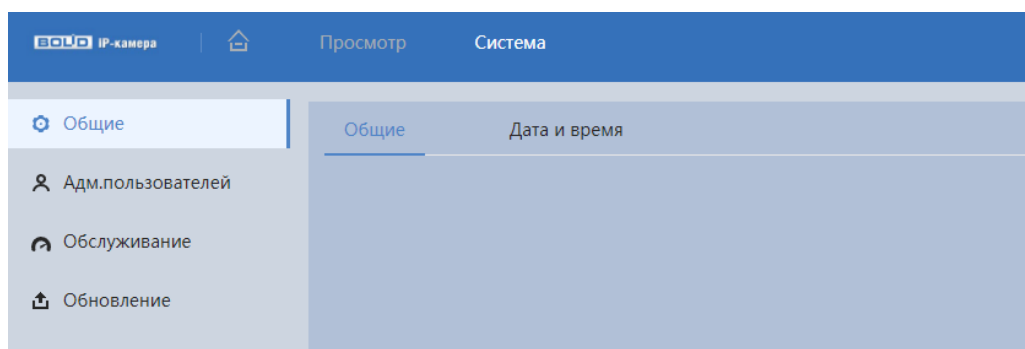 BOLID IP-камера Просмотр Система
Общие
Адм.пользователей
Обслуживание
Обновление
Общие Дата и время